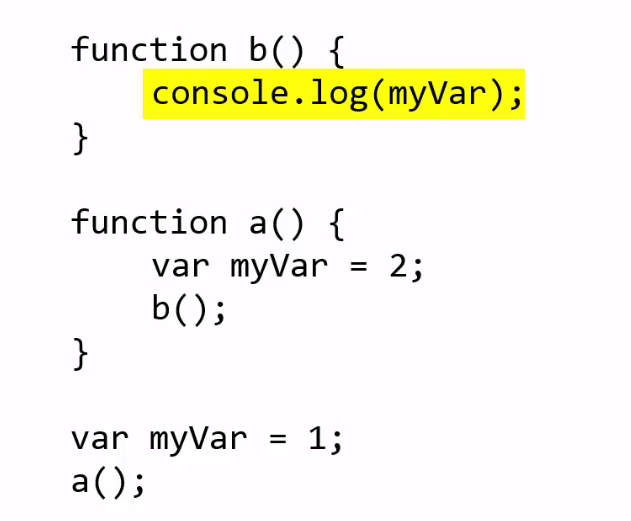 function b() {
    console.log(myVar);
}
function a() {
    var myVar = 2;
    b();
}
var myVar = 1;
a();